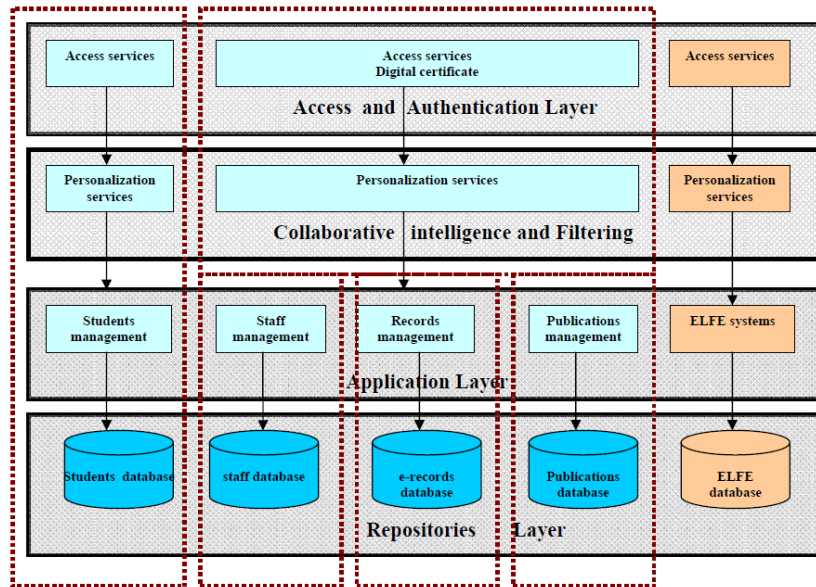 Access services
Access services
Digital certificate
Access services
Access and Authentication Layer
Personalization
services
Personalization services
Personalization
services
Collaborative intelligence and Filtering
Students
management
Staff
management
Records
management
Publications
management
ELFE systems
Application Layer
Students database
staff database
e-records
database
Publications
database
ELFE
database
Repositories Layer